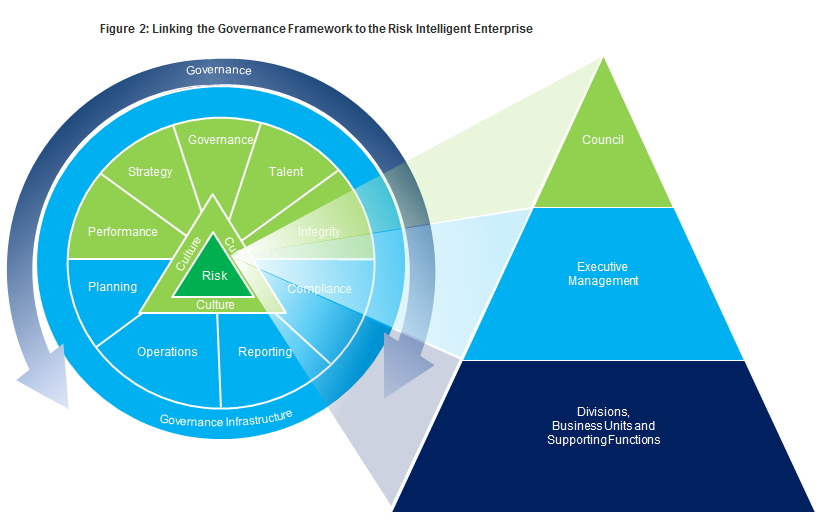 Figure 2: Linking the Governance Framework to the Risk Intelligent Enterprise
Governance
Governance
Strategy
Talent
Performance
Integrity
Planning
Compliance
Operations
Reporting
Culture
Cu
Risk
Culture
Governance Infrastructure
Council
Executive
Management
Divisions,
Business Units and
Supporting Functions